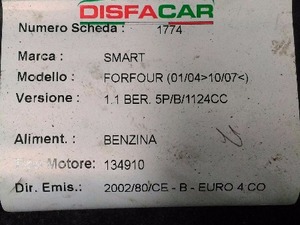 DISFACAR
Numero Scheda : 1774
Marca : SMART
Modello : FORFOUR (01/04>10/07<)
Versione : 1.1 BER. 5P/B/1124CC
Aliment. : BENZINA
Motore: 134910
Dir. Emis.: 2002/80/CE - B - EURO 4 CO